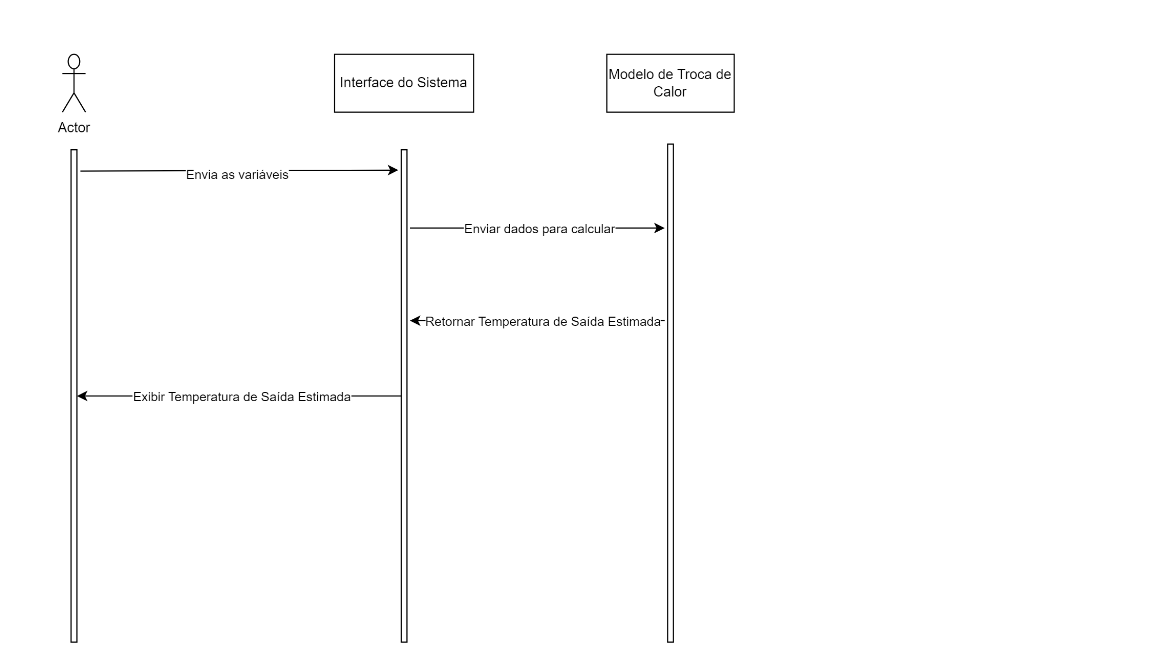 Interface do Sistema
Modelo de Troca de
Calor
Actor
Envia as variáveis
Enviar dados para calcular
Retornar Temperatura de Saída Estimada
Exibir Temperatura de Saída Estimada